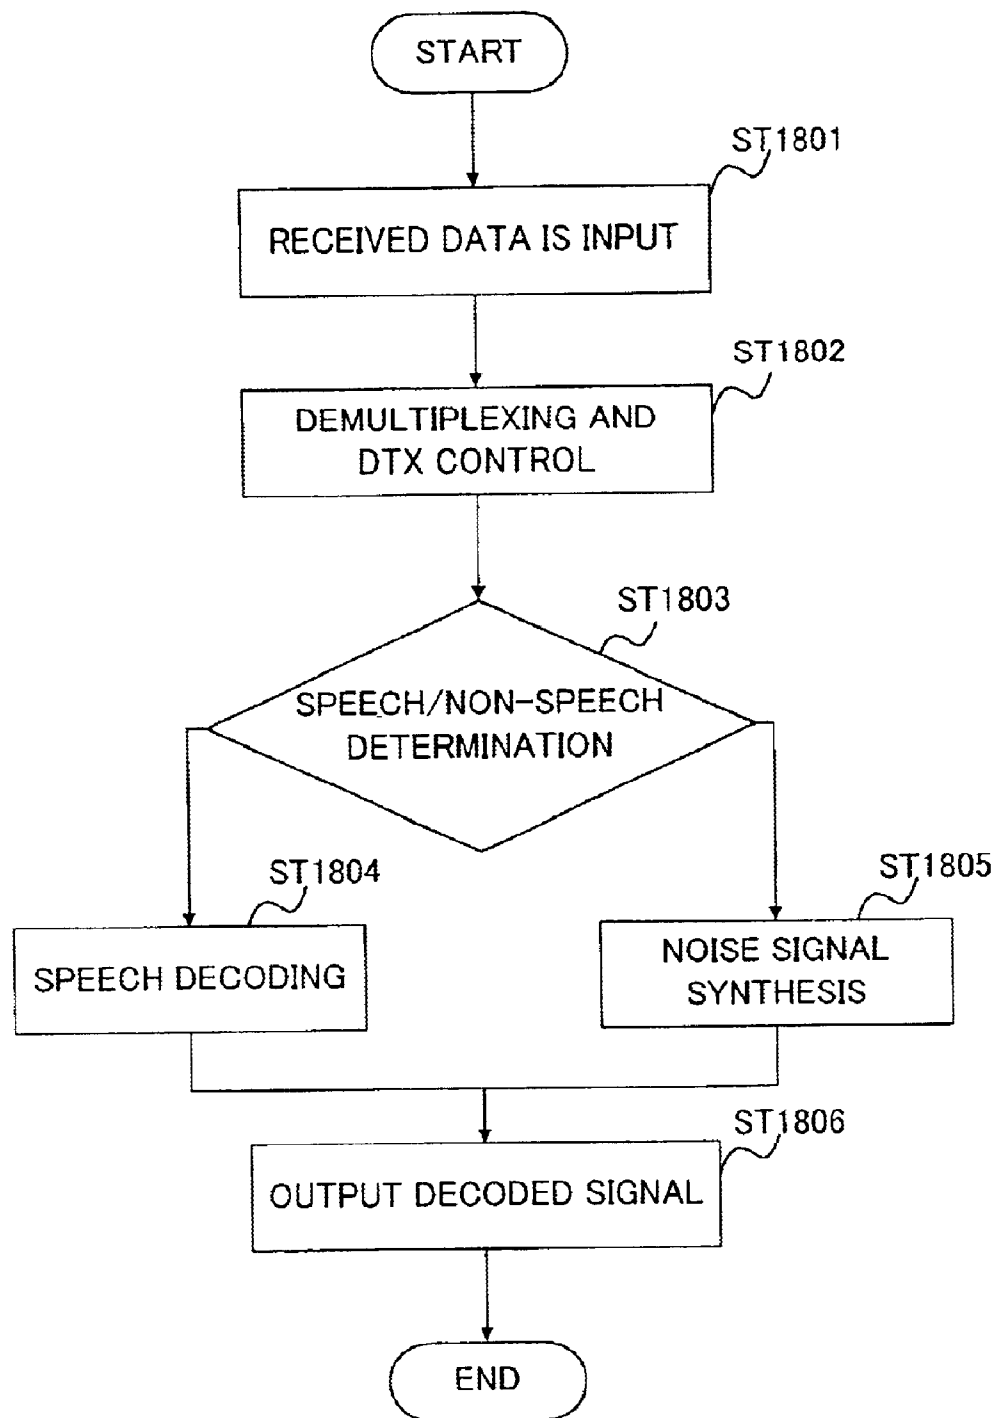 START
ST1801
RECEIVED DATA IS INPUT
ST1802
DEMULTIPLEXING AND
DTX CONTROL
ST1803
SPEECH/NON-SPEECH
DETERMINATION
ST1804
SPEECH DECODING
ST1805
NOISE SIGNAL
SYNTHESIS
ST1806
OUTPUT DECODED SIGNAL
END